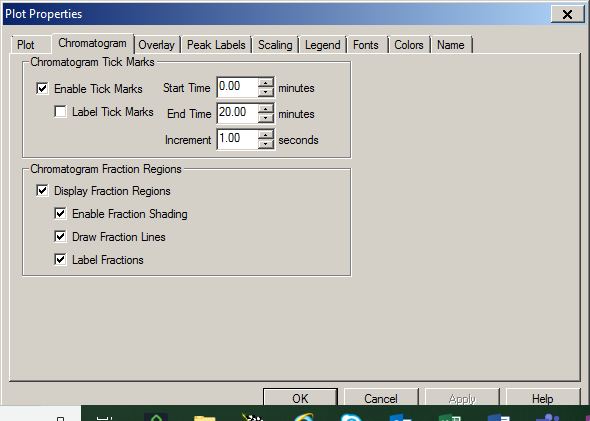 Plot Properties
Plot Chromatogram Overlay Peak Labels Scaling Legend Fonts Colors Name
Chromatogram Tick Marks
Enable Tick Marks Start Time 0.00 minutes
Label Tick Marks End Time 20.00 minutes
Increment 1.00 seconds
Chromatogram Fraction Regions
Display Fraction Regions
Enable Fraction Shading
Draw Fraction Lines
Label Fractions
OK Cancel Apply Help